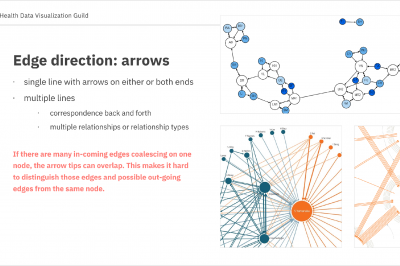 Health Data Visualization Guild
Edge direction: arrows
· single line with arrows on either or both ends
· multiple lines
· correspondence back and forth
· multiple relationships or relationship types
If there are many in-coming edges coalescing on one
node, the arrow tips can overlap. This makes it hard
to distinguish those edges and possible out-going
edges from the same node.